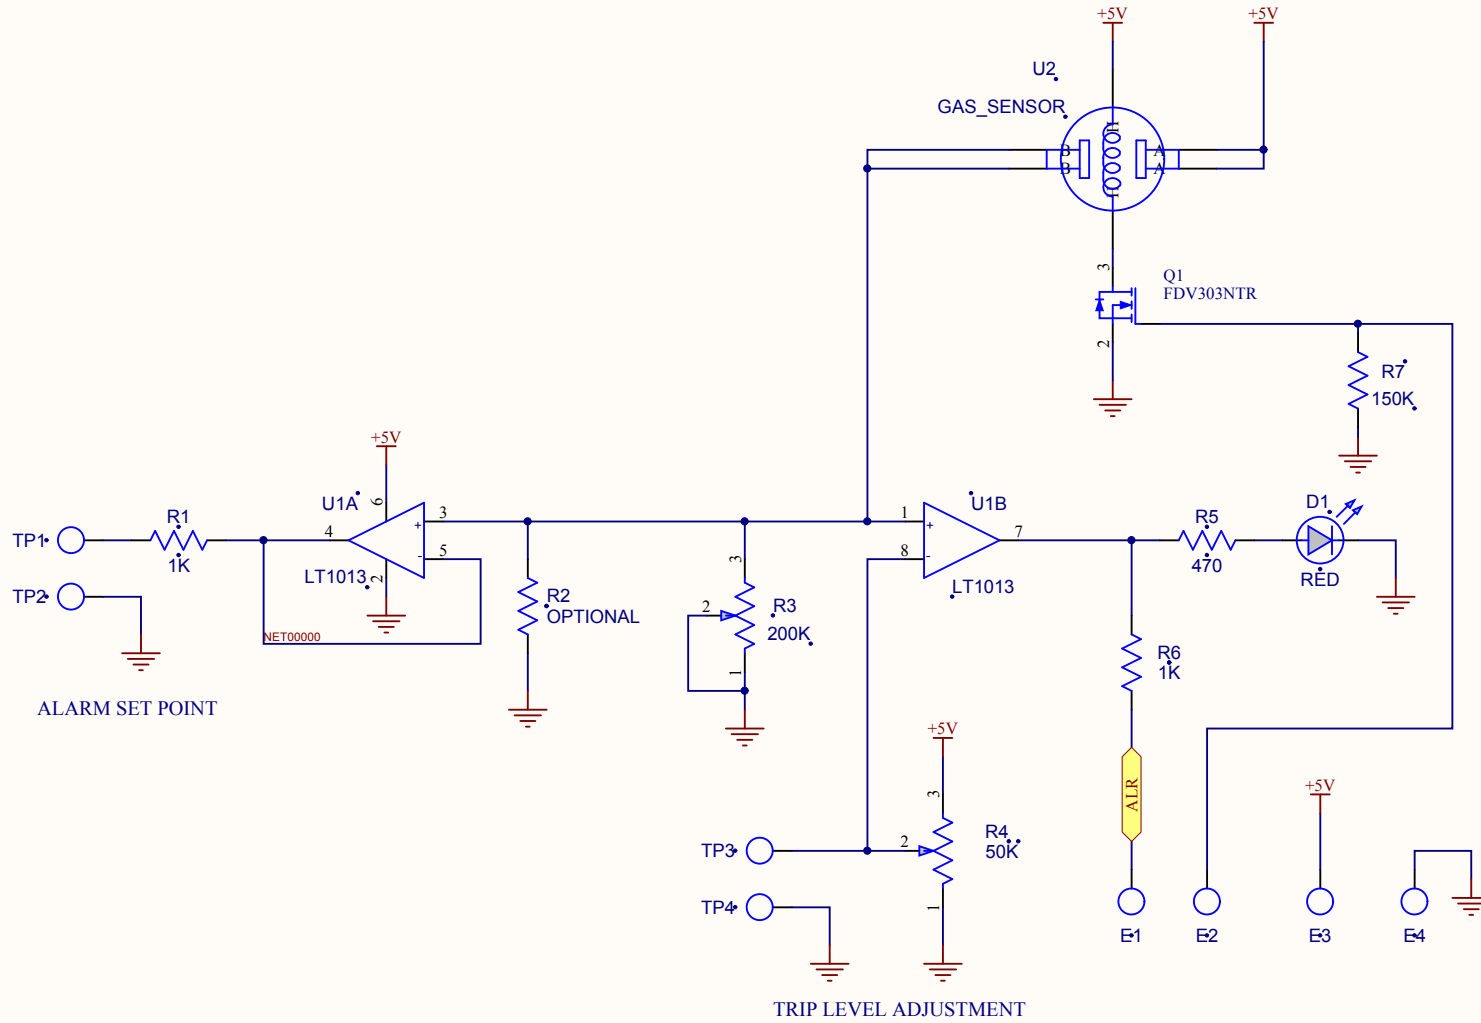 +5V
+5V
U2
GAS_SENSOR
H
B
B
A
A
H
3
Q1
FDV303NTR
2
R7
150K
+5V
U1A
6
TP1
R1
1K
4
3
+
5
-
LT1013
2
NET00000
TP2
ALARM SET POINT
R2
OPTIONAL
3
2
R3
200K
1
1
+
8
-
U1B
7
LT1013
R5
470
D1
RED
R6
1K
ALR
+5V
3
TP3
2
R4
50K
TP4
1
+5V
E1
E2
E3
E4
TRIP LEVEL ADJUSTMENT